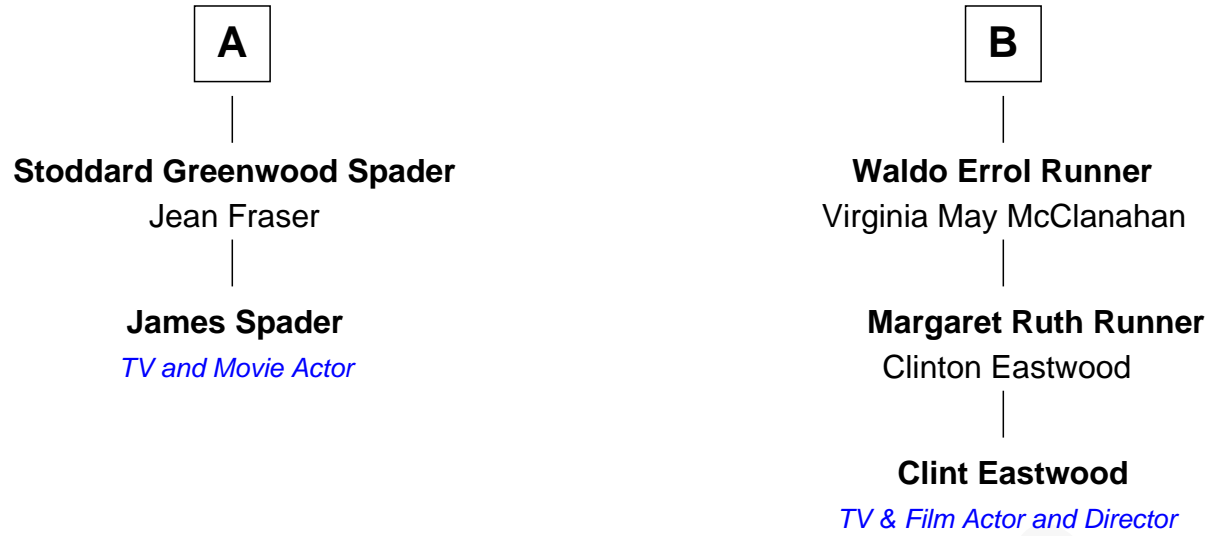 A
Stoddard Greenwood Spader
Jean Fraser
James Spader
TV and Movie Actor
B
Waldo Errol Runner
Virginia May McClanahan
Margaret Ruth Runner
Clinton Eastwood
Clint Eastwood
TV & Film Actor and Director